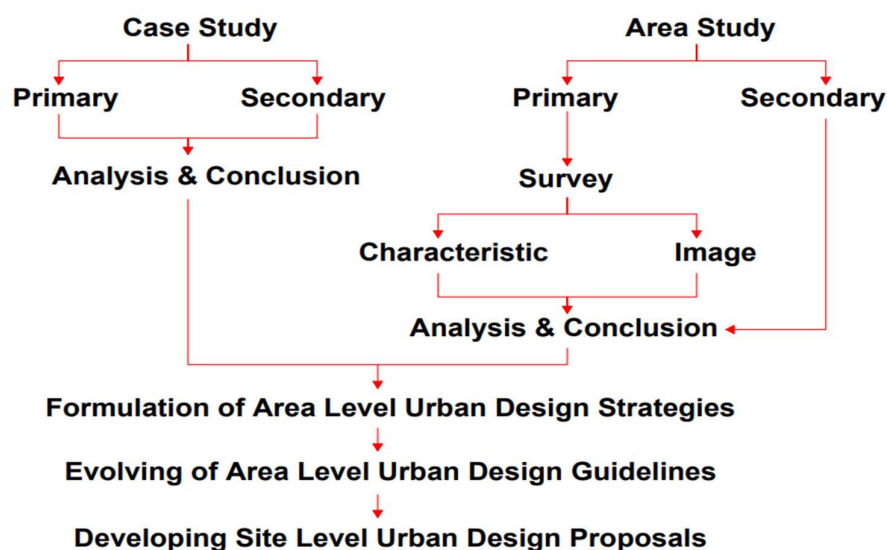 Case Study
Area Study
Primary
Secondary
Primary
Secondary
Analysis & Conclusion
Survey
Characteristic
Image
Analysis & Conclusion
Formulation of Area Level Urban Design Strategies
Evolving of Area Level Urban Design Guidelines
Developing Site Level Urban Design Proposals